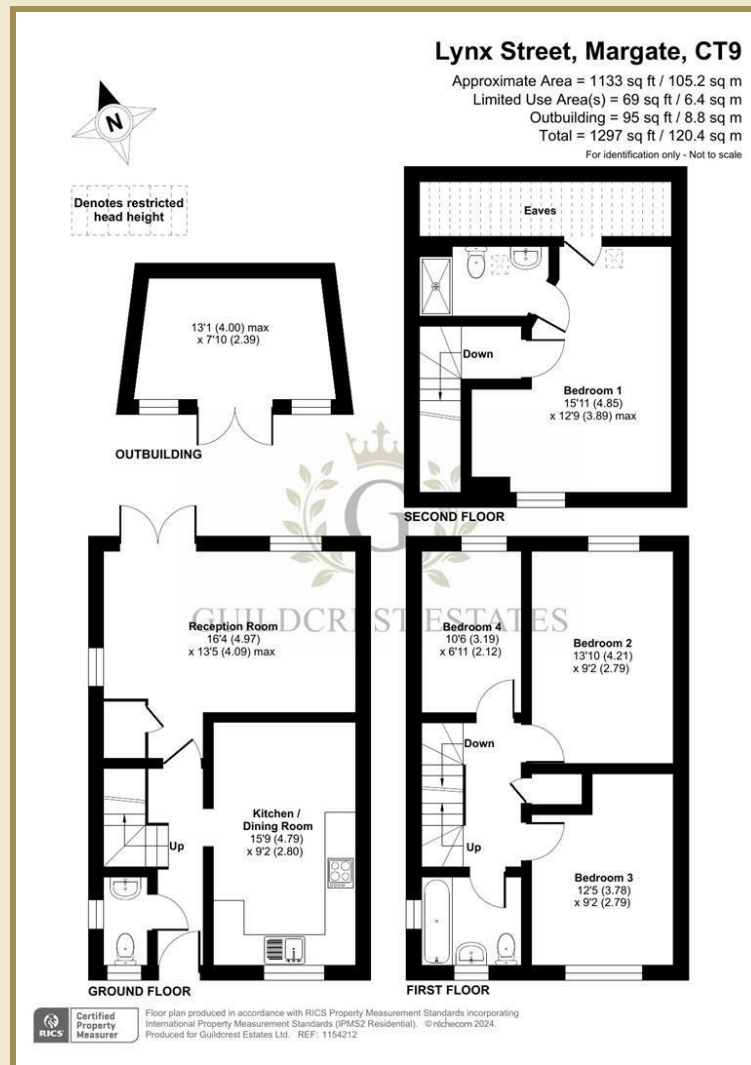 Lynx Street, Margate, CT9
Approximate Area = 1133 sq ft / 105.2 sq m
Limited Use Area(s) = 69 sq ft / 6.4 sq m
Outbuilding = 95 sq ft / 8.8 sq m
Total = 1297 sq ft / 120.4 sq m
For identification only - Not to scale
N
Denotes restricted
head height
Eaves
13'1 (4.00) max
x 7'10 (2.39)
OUTBUILDING
Down
Bedroom 1
15'11 (4.85)
x 12'9 (3.89) max
SECOND FLOOR
G
GUILDCREST ESTATES
Reception Room
16'4 (4.97)
x 13'5 (4.09) max
Up
Kitchen /
Dining Room
15'9 (4.79)
x 9'2 (2.80)
GROUND FLOOR
Bedroom 4
10'6 (3.19)
x 6'11 (2.12)
Bedroom 2
13'10 (4.21)
x 9'2 (2.79)
Down
Up
Bedroom 3
12'5 (3.78)
x 9'2 (2.79)
FIRST FLOOR
RICS
Certified
Property
Measurer
Floor plan produced in accordance with RICS Property Measurement Standards incorporating
International Property Measurement Standards (IPMS2 Residential). ©nichecom 2024.
Produced for Guildcrest Estates Ltd. REF: 1154212